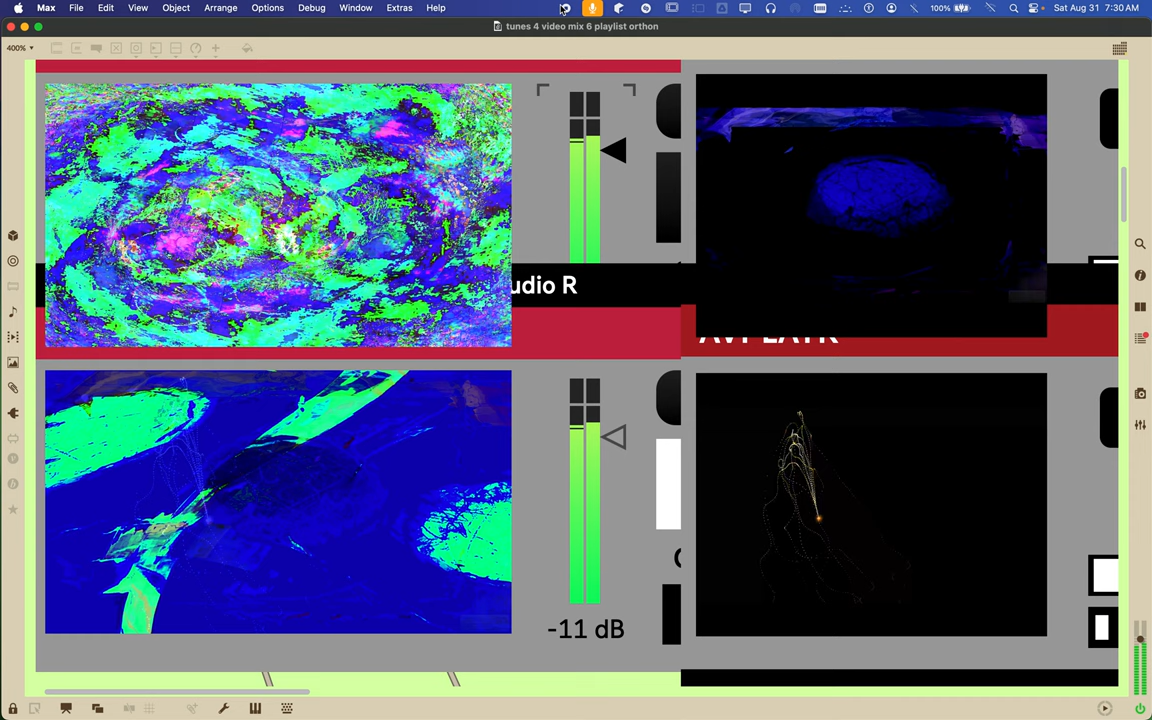 Max File Edit View Object Arrange Options Debug Window Extras Help 100% Sat Aug 31 7:30 AM
tunes 4 video mix 6 playlist orthon
400%
udio R
-11 dB